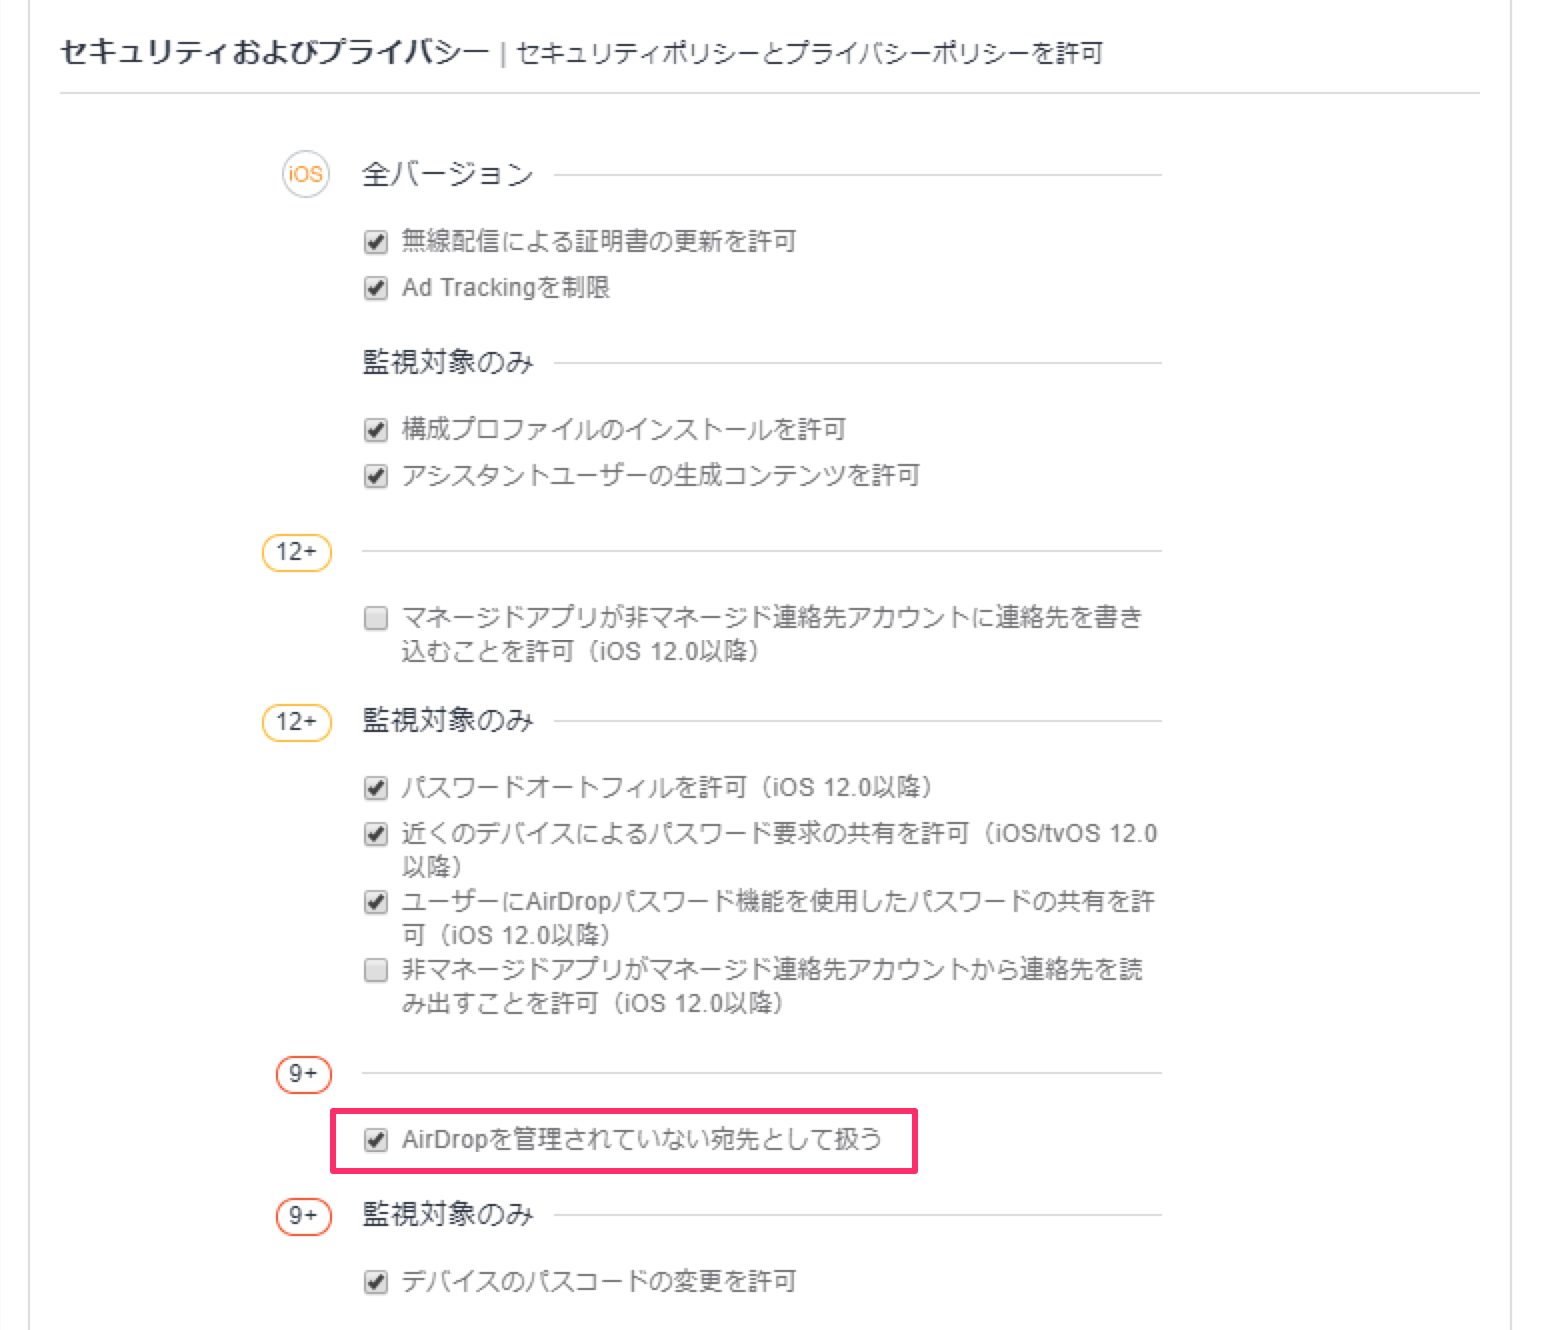 セキュリティおよびプライバシー | セキュリティポリシーとプライバシーポリシーを許可
iOS 全バージョン
無線配信による証明書の更新を許可
Ad Trackingを制限
監視対象のみ
構成プロファイルのインストールを許可
アシスタントユーザーの生成コンテンツを許可
12+
マネージドアプリが非マネージド連絡先アカウントに連絡先を書き
込むことを許可（iOS 12.0以降）
12+ 監視対象のみ
パスワードオートフィルを許可（iOS 12.0以降）
近くのデバイスによるパスワード要求の共有を許可（iOS/tvOS 12.0
以降）
ユーザーにAirDropパスワード機能を使用したパスワードの共有を許
可（iOS 12.0以降）
非マネージドアプリがマネージド連絡先アカウントから連絡先を読
み出すことを許可（iOS 12.0以降）
9+
AirDropを管理されていない宛先として扱う
9+ 監視対象のみ
デバイスのパスコードの変更を許可